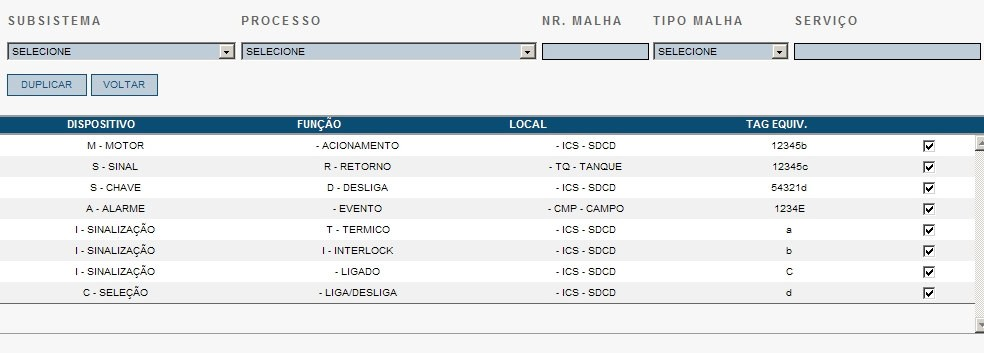 SUBSISTEMA PROCESSO NR. MALHA TIPO MALHA SERVIÇO
SELECIONE SELECIONE SELECIONE
DUPLICAR VOLTAR
DISPOSITIVO FUNÇÃO LOCAL TAG EQUIV.
M - MOTOR - ACIONAMENTO - ICS - SDCD 12345b
S - SINAL R - RETORNO - TQ - TANQUE 12345c
S - CHAVE D - DESLIGA - ICS - SDCD 54321d
A - ALARME - EVENTO - CMP - CAMPO 1234E
I - SINALIZAÇÃO T - TERMICO - ICS - SDCD a
I - SINALIZAÇÃO I - INTERLOCK - ICS - SDCD b
I - SINALIZAÇÃO - LIGADO - ICS - SDCD C
C - SELEÇÃO - LIGA/DESLIGA - ICS - SDCD d